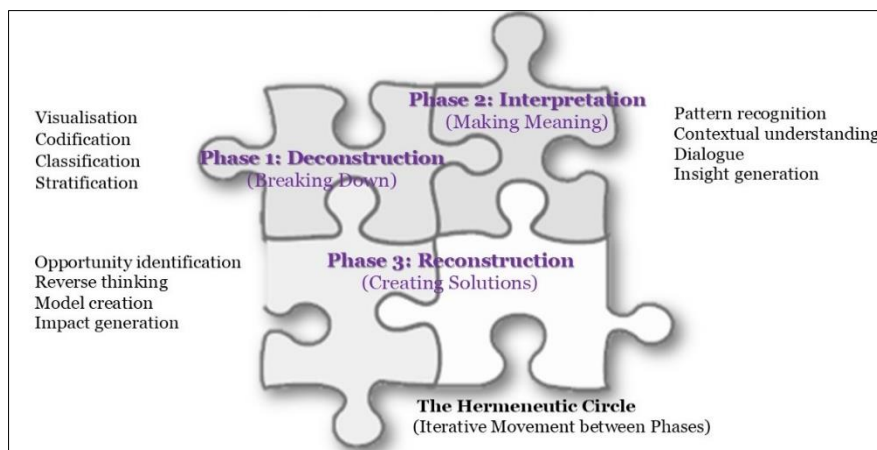 Phase 2: Interpretation
(Making Meaning)
Visualisation
Codification
Classification
Stratification
Phase 1: Deconstruction
(Breaking Down)
Pattern recognition
Contextual understanding
Dialogue
Insight generation
Opportunity identification
Reverse thinking
Model creation
Impact generation
Phase 3: Reconstruction
(Creating Solutions)
The Hermeneutic Circle
(Iterative Movement between Phases)